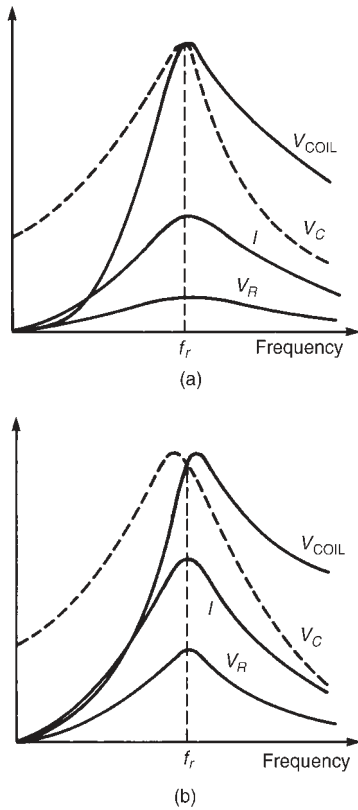 V_COIL
V_C
I
V_R
f_r
Frequency
(a)
V_COIL
I
V_C
V_R
f_r
Frequency
(b)